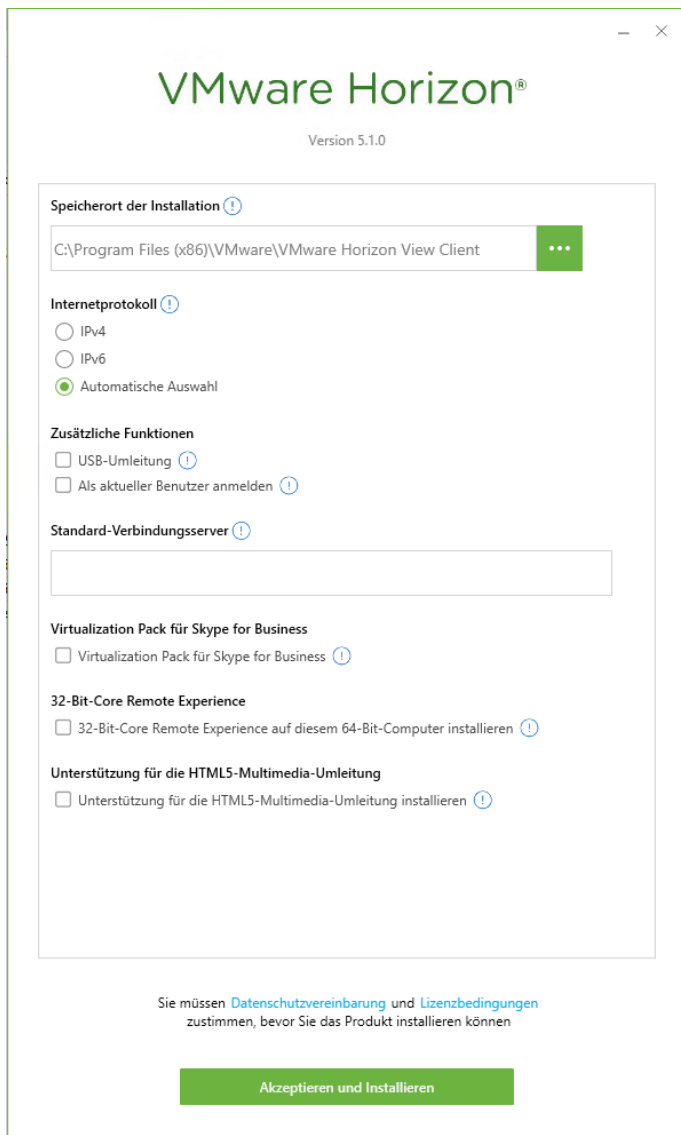 VMware Horizon®
Version 5.1.0
Speicherort der Installation
C:\Program Files (x86)\VMware\VMware Horizon View Client
Internetprotokoll
IPv4
IPv6
Automatische Auswahl
Zusätzliche Funktionen
USB-Umleitung
Als aktueller Benutzer anmelden
Standard-Verbindungsserver
Virtualization Pack für Skype for Business
Virtualization Pack für Skype for Business
32-Bit-Core Remote Experience
32-Bit-Core Remote Experience auf diesem 64-Bit-Computer installieren
Unterstützung für die HTML5-Multimedia-Umleitung
Unterstützung für die HTML5-Multimedia-Umleitung installieren
Sie müssen Datenschutzvereinbarung und Lizenzbedingungen
zustimmen, bevor Sie das Produkt installieren können
Akzeptieren und Installieren